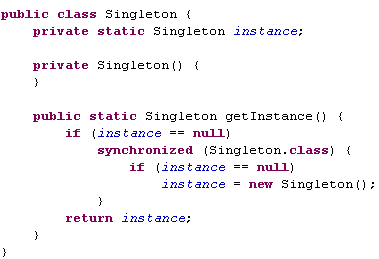 public class Singleton {
    private static Singleton instance;

    private Singleton() {
    }

    public static Singleton getInstance() {
        if (instance == null)
            synchronized (Singleton.class) {
                if (instance == null)
                    instance = new Singleton();
            }
        return instance;
    }
}